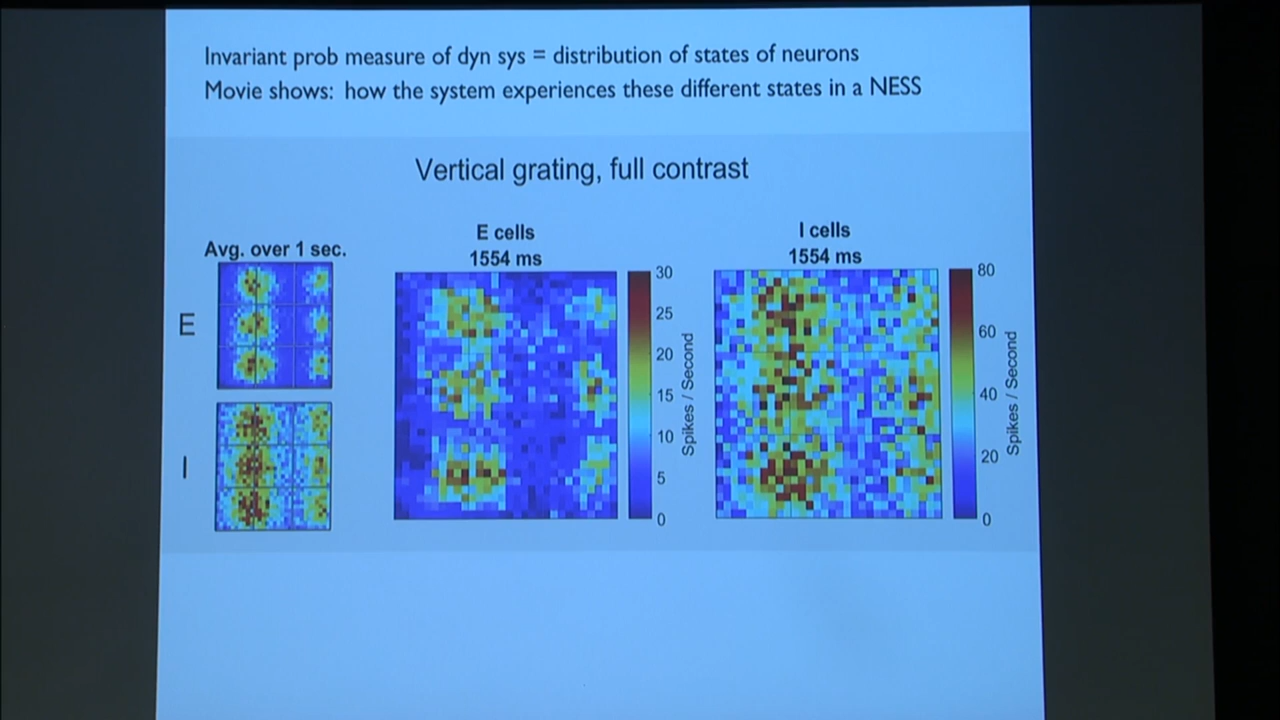 Invariant prob measure of dyn sys = distribution of states of neurons
Movie shows: how the system experiences these different states in a NESS
Vertical grating, full contrast
Avg. over 1 sec.
E
I
E cells
1554 ms
30
25
20
15
10
5
0
Spikes / Second
I cells
1554 ms
80
60
40
20
0
Spikes / Second